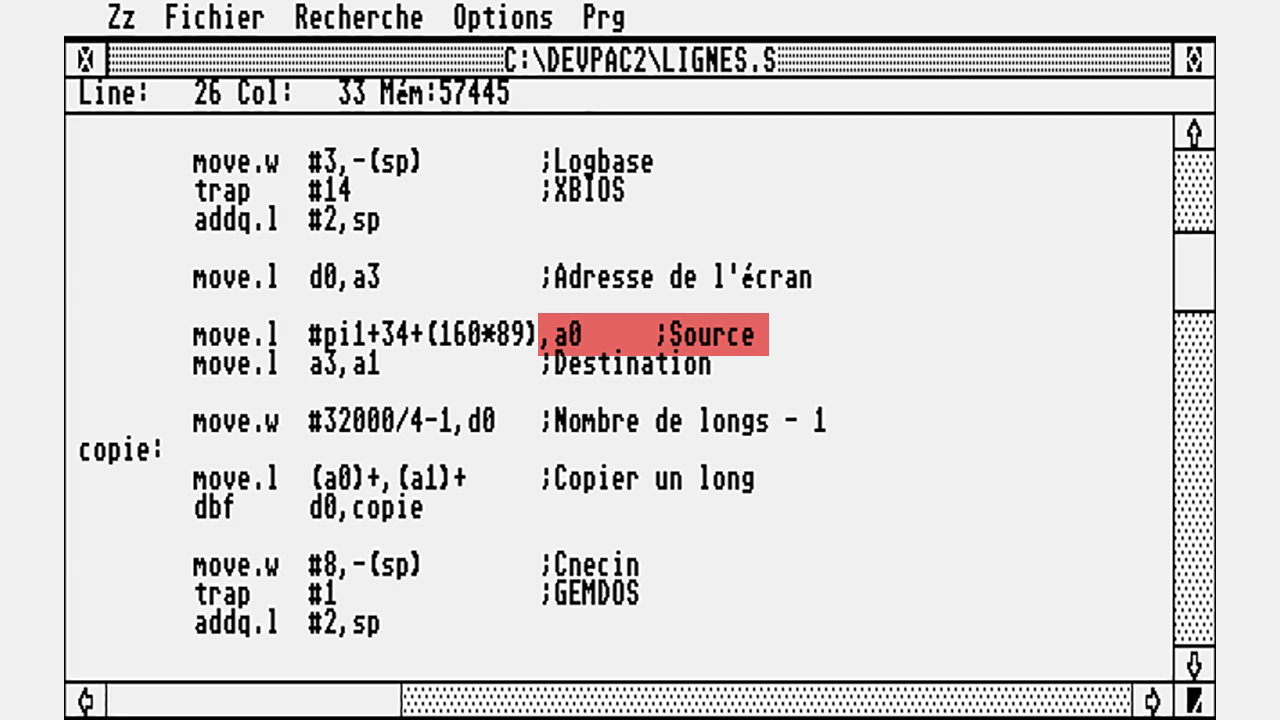 Zz Fichier Recherche Options Prg
C:\DEVPAC2\LIGNES.S
Line: 26 Col: 33 Mém:57445
move.w #3,-(sp) ;Logbase
trap #14 ;XBIOS
addq.l #2,sp
move.l d0,a3 ;Adresse de l'écran
move.l #pi1+34+(160*89),a0 ;Source
move.l a3,a1 ;Destination
move.w #32000/4-1,d0 ;Nombre de longs - 1
copie:
move.l (a0)+,(a1)+ ;Copier un long
dbf d0,copie
move.w #8,-(sp) ;Cnecin
trap #1 ;GEMDOS
addq.l #2,sp